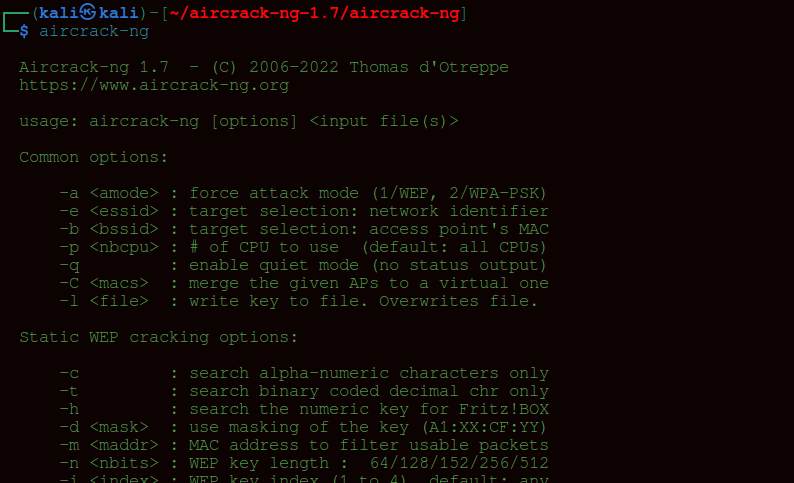 (kali㉿kali)-[~/aircrack-ng-1.7/aircrack-ng]
$ aircrack-ng
Aircrack-ng 1.7  - (C) 2006-2022 Thomas d'Otreppe
https://www.aircrack-ng.org
usage: aircrack-ng [options] <input file(s)>
Common options:
-a <amode> : force attack mode (1/WEP, 2/WPA-PSK)
-e <essid> : target selection: network identifier
-b <bssid> : target selection: access point's MAC
-p <nbcpu> : # of CPU to use  (default: all CPUs)
-q         : enable quiet mode (no status output)
-C <macs>  : merge the given APs to a virtual one
-l <file>  : write key to file. Overwrites file.
Static WEP cracking options:
-c         : search alpha-numeric characters only
-t         : search binary coded decimal chr only
-h         : search the numeric key for Fritz!BOX
-d <mask>  : use masking of the key (A1:XX:CF:YY)
-m <maddr> : MAC address to filter usable packets
-n <nbits> : WEP key length :  64/128/152/256/512
-i <index> : WEP key index (1 to 4), default: any